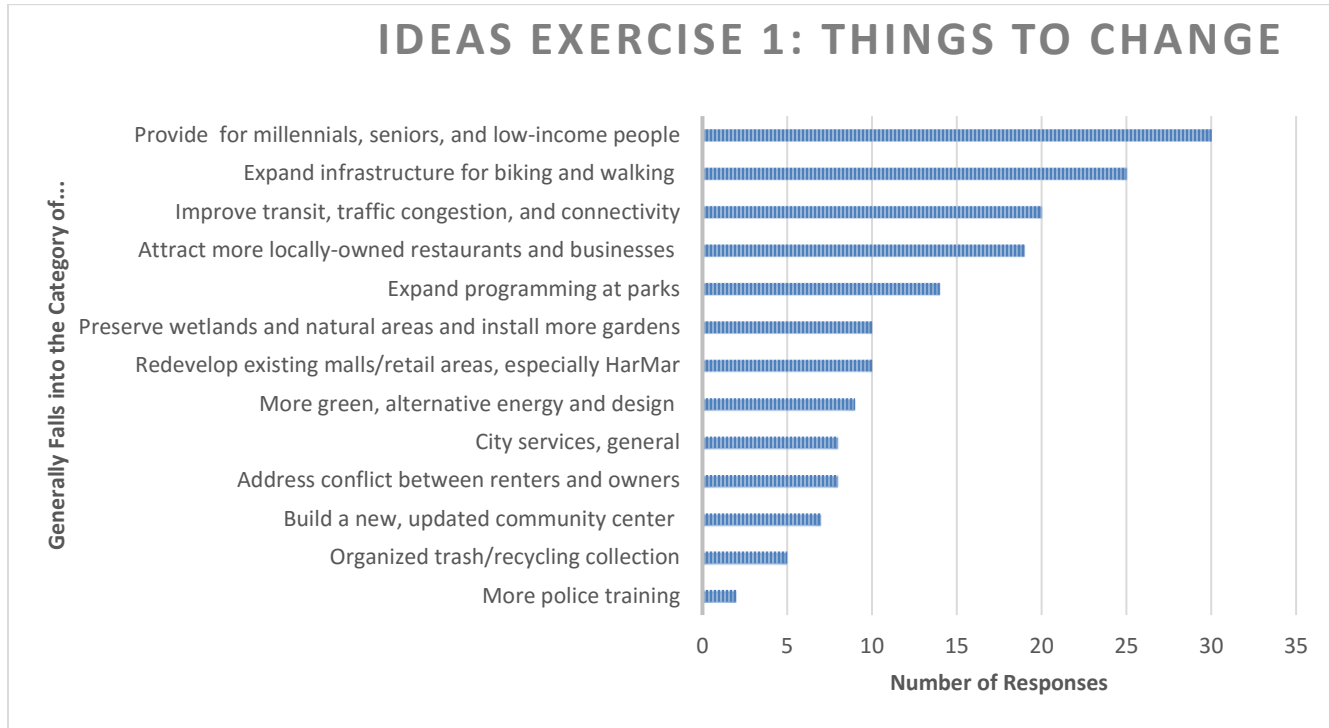 IDEAS EXERCISE 1: THINGS TO CHANGE
Generally Falls into the Category of...
Provide  for millennials, seniors, and low-income people
Expand infrastructure for biking and walking
Improve transit, traffic congestion, and connectivity
Attract more locally-owned restaurants and businesses
Expand programming at parks
Preserve wetlands and natural areas and install more gardens
Redevelop existing malls/retail areas, especially HarMar
More green, alternative energy and design
City services, general
Address conflict between renters and owners
Build a new, updated community center
Organized trash/recycling collection
More police training
0 5 10 15 20 25 30 35
Number of Responses